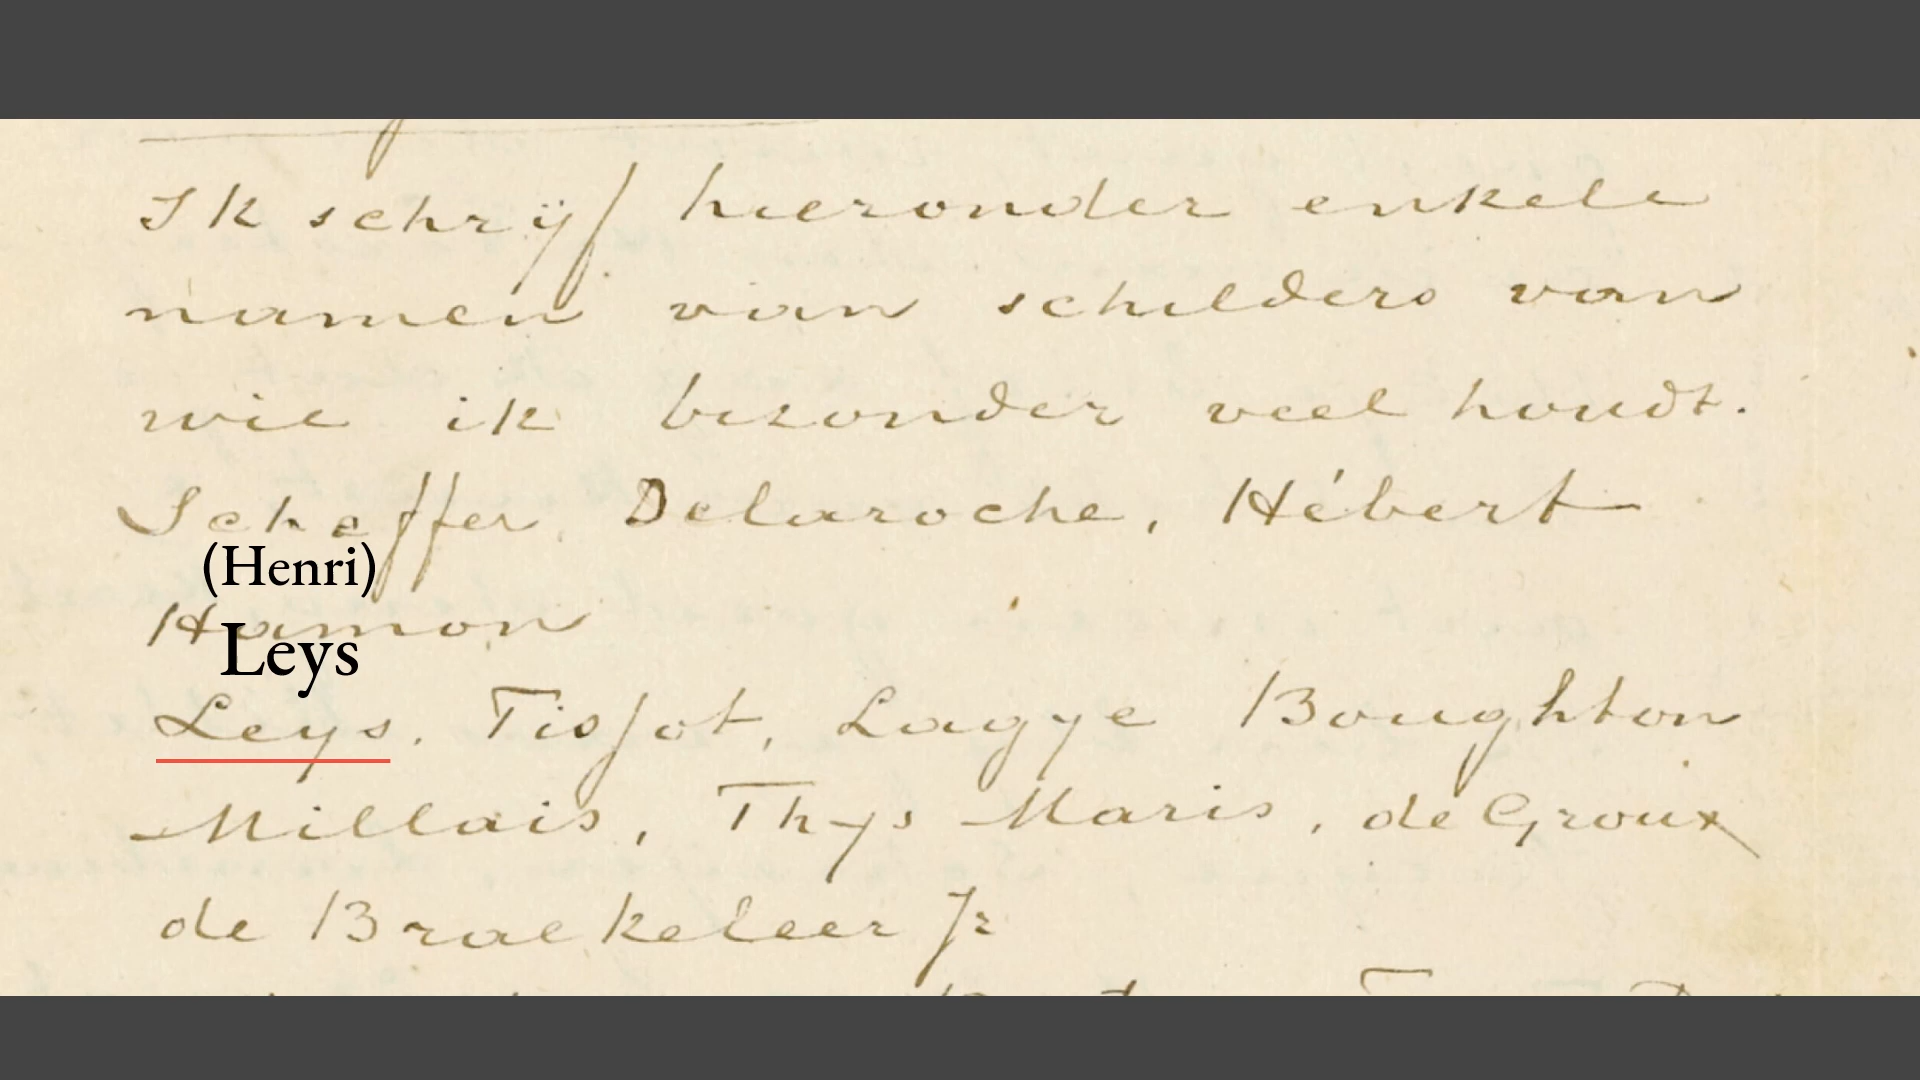 Ik schrijf hieronder enkele
namen van schilders van
wie ik bezonder veel houdt.
Scheffer, Delaroche, Hébert
(Henri)
Hamon
Leys
Leys. Tissot, Lagye Boughton
Millais, Thys Maris, de Groux
de Braekeleer Jr